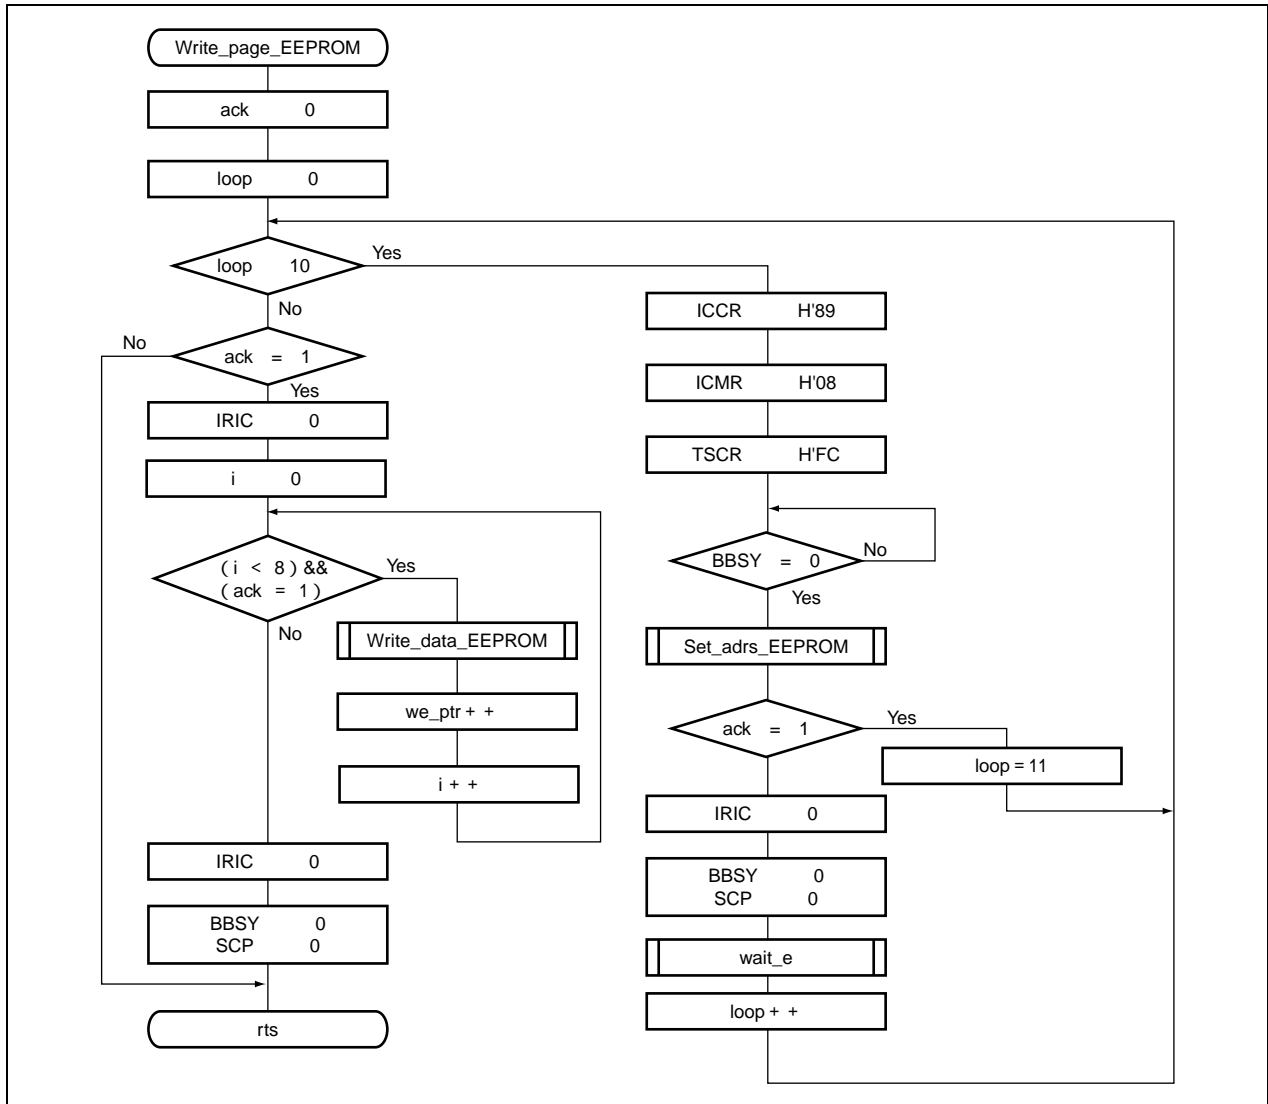 Write_page_EEPROM
ack 0
loop 0
loop 10
Yes
No
ack = 1
No
Yes
IRIC 0
i 0
( i < 8 ) &&
( ack = 1 )
Yes
No
Write_data_EEPROM
we_ptr + +
i + +
IRIC 0
BBSY 0
SCP 0
rts
ICCR H'89
ICMR H'08
TSCR H'FC
BBSY = 0
No
Yes
Set_adrs_EEPROM
ack = 1
Yes
loop = 11
IRIC 0
BBSY 0
SCP 0
wait_e
loop + +